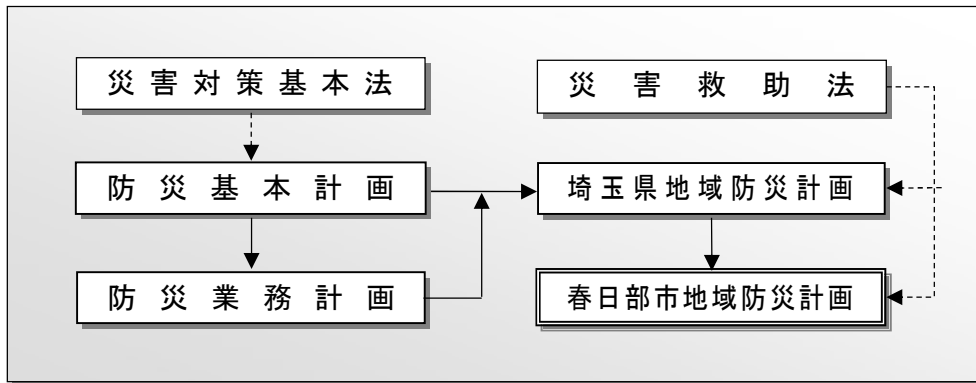 災害対策基本法
災害救助法
防災基本計画
埼玉県地域防災計画
防災業務計画
春日部市地域防災計画